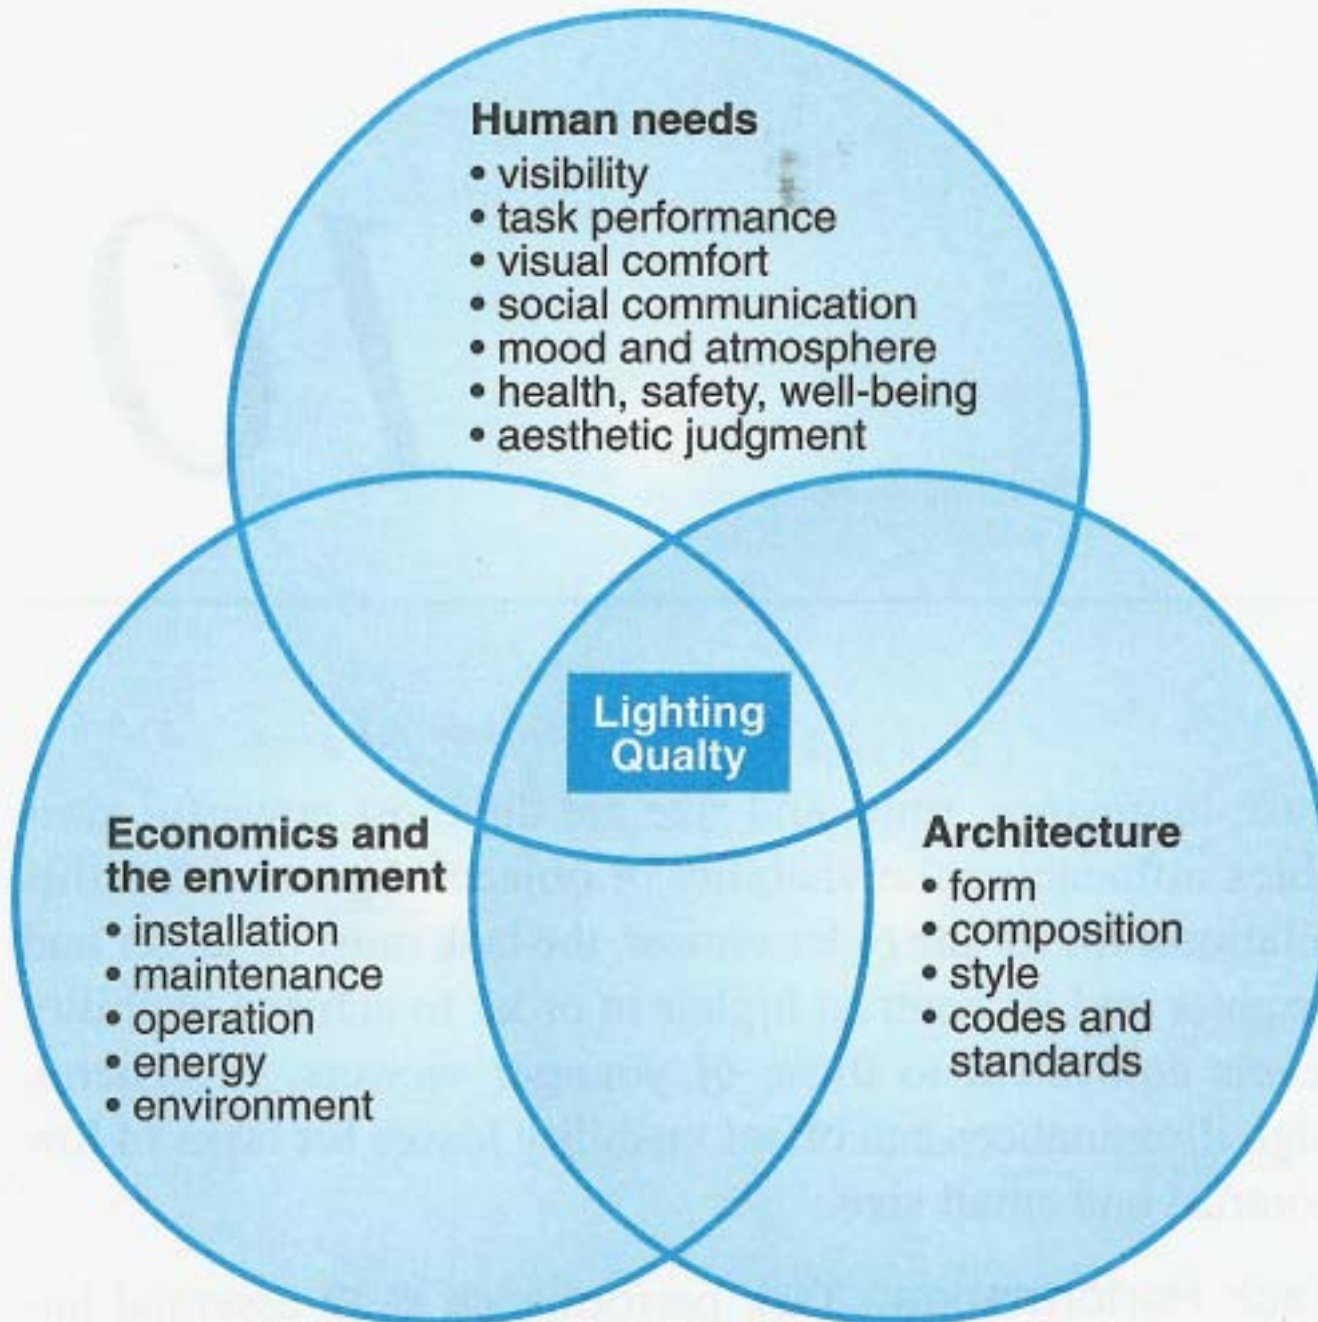 Human needs
• visibility
• task performance
• visual comfort
• social communication
• mood and atmosphere
• health, safety, well-being
• aesthetic judgment
Lighting
Qualty
Economics and
the environment
• installation
• maintenance
• operation
• energy
• environment
Architecture
• form
• composition
• style
• codes and
standards